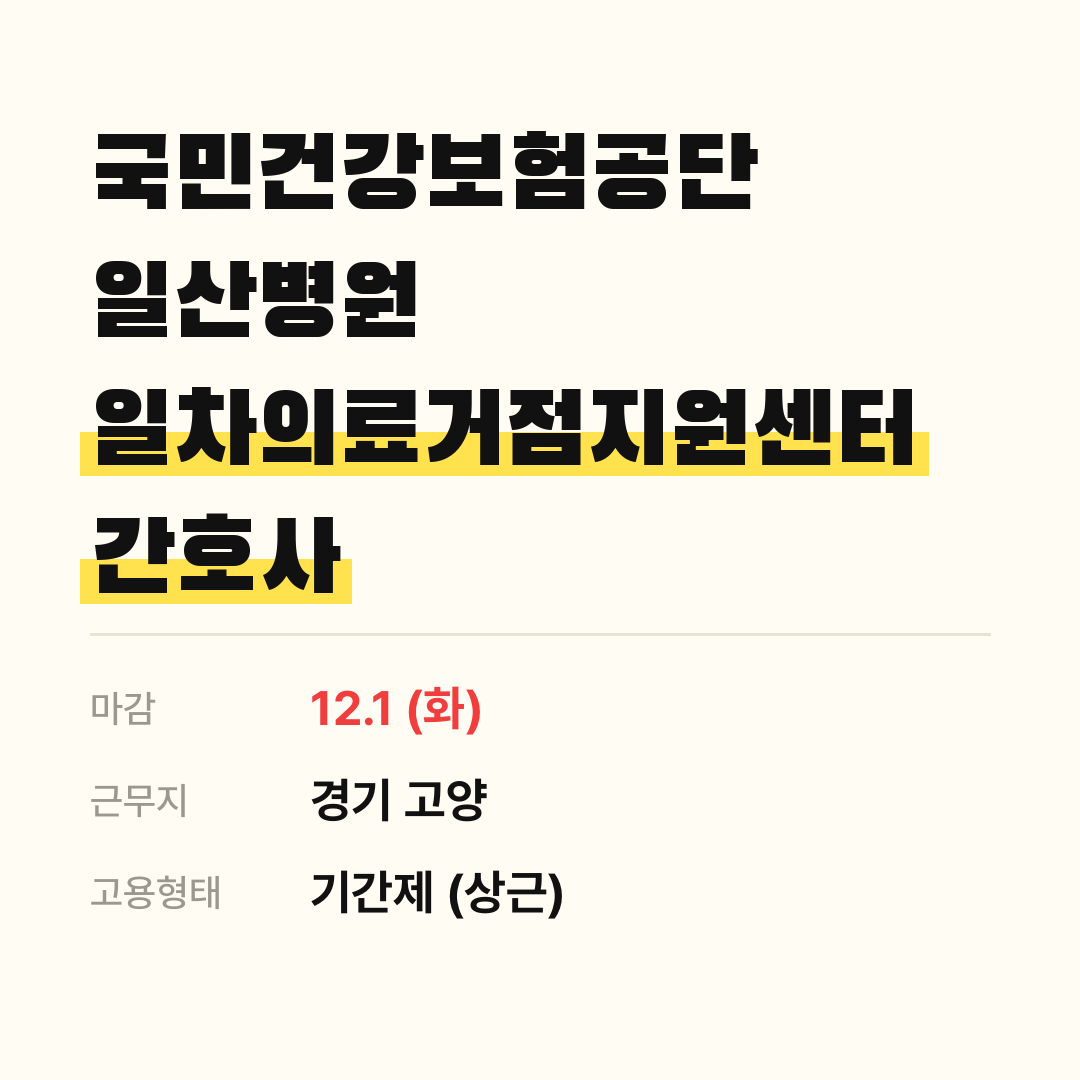 국민건강보험공단
일산병원
일차의료거점지원센터
간호사
마감 12.1 (화)
근무지 경기 고양
고용형태 기간제 (상근)